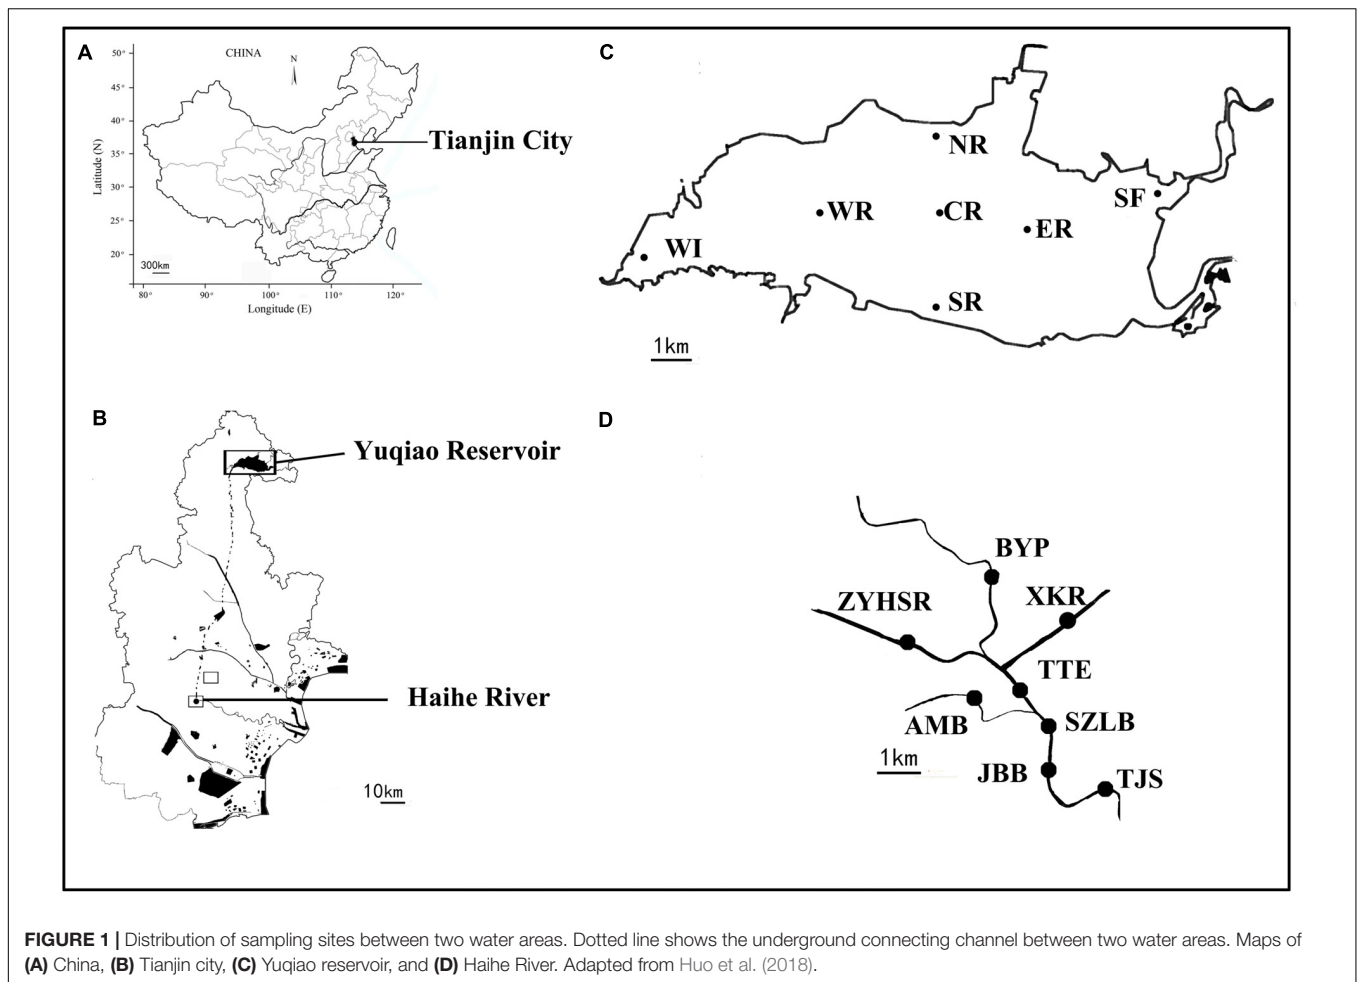 A
CHINA
N
50°
45°
40°
35°
30°
25°
20°
Latitude (N)
300km
80°
90°
100°
110°
120°
Longitude (E)
Tianjin City
C
NR
WR
CR
ER
SF
WI
SR
1km
B
Yuqiao Reservoir
Haihe River
10km
D
BYP
ZYHSR
XKR
TTE
AMB
SZLB
JBB
TJS
1km
FIGURE 1 | Distribution of sampling sites between two water areas. Dotted line shows the underground connecting channel between two water areas. Maps of
(A) China, (B) Tianjin city, (C) Yuqiao reservoir, and (D) Haihe River. Adapted from Huo et al. (2018).